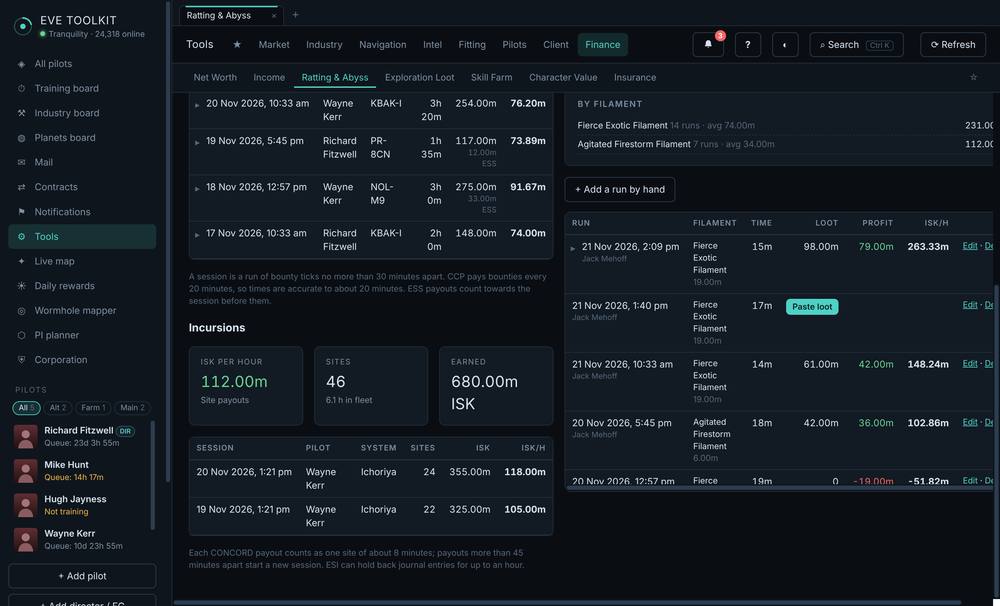 EVE TOOLKIT
Tranquility · 24,318 online
All pilots
Training board
Industry board
Planets board
Mail
Contracts
Notifications
Tools
Live map
Daily rewards
Wormhole mapper
PI planner
Corporation
PILOTS
All 5 Alt 2 Farm 1 Main 2
Richard Fitzwell DIR
Queue: 23d 3h 55m
Mike Hunt
Queue: 14h 17m
Hugh Jayness
Not training
Wayne Kerr
Queue: 10d 23h 55m
+ Add pilot
+ Add director / FC
Ratting & Abyss × +
Tools ★ Market Industry Navigation Intel Fitting Pilots Client Finance
3 ? Search Ctrl K Refresh
Net Worth Income Ratting & Abyss Exploration Loot Skill Farm Character Value Insurance
20 Nov 2026, 10:33 am Wayne Kerr KBAK-I 3h 20m 254.00m 76.20m
19 Nov 2026, 5:45 pm Richard Fitzwell PR-8CN 1h 35m 117.00m 12.00m ESS 73.89m
18 Nov 2026, 12:57 pm Wayne Kerr NOL-M9 3h 0m 275.00m 33.00m ESS 91.67m
17 Nov 2026, 10:33 am Richard Fitzwell KBAK-I 2h 0m 148.00m 74.00m
A session is a run of bounty ticks no more than 30 minutes apart. CCP pays bounties every
20 minutes, so times are accurate to about 20 minutes. ESS payouts count towards the
session before them.
Incursions
ISK PER HOUR
112.00m
Site payouts
SITES
46
6.1 h in fleet
EARNED
680.00m
ISK
SESSION PILOT SYSTEM SITES ISK ISK/H
20 Nov 2026, 1:21 pm Wayne Kerr Ichoriya 24 355.00m 118.00m
19 Nov 2026, 1:21 pm Wayne Kerr Ichoriya 22 325.00m 105.00m
Each CONCORD payout counts as one site of about 8 minutes; payouts more than 45
minutes apart start a new session. ESI can hold back journal entries for up to an hour.
BY FILAMENT
Fierce Exotic Filament 14 runs · avg 74.00m 231.00
Agitated Firestorm Filament 7 runs · avg 34.00m 112.00
+ Add a run by hand
RUN FILAMENT TIME LOOT PROFIT ISK/H
21 Nov 2026, 2:09 pm Fierce Exotic Filament 15m 98.00m 79.00m 263.33m Edit · De
Jack Mehoff 19.00m
21 Nov 2026, 1:40 pm Fierce Exotic Filament 17m Paste loot Edit · De
Jack Mehoff 19.00m
21 Nov 2026, 10:33 am Fierce Exotic Filament 14m 61.00m 42.00m 148.24m Edit · De
Jack Mehoff 19.00m
20 Nov 2026, 5:45 pm Agitated Firestorm Filament 18m 42.00m 36.00m 102.86m Edit · De
Jack Mehoff 6.00m
20 Nov 2026, 12:57 pm Fierce 19m 0 -19.00m -51.82m Edit · De